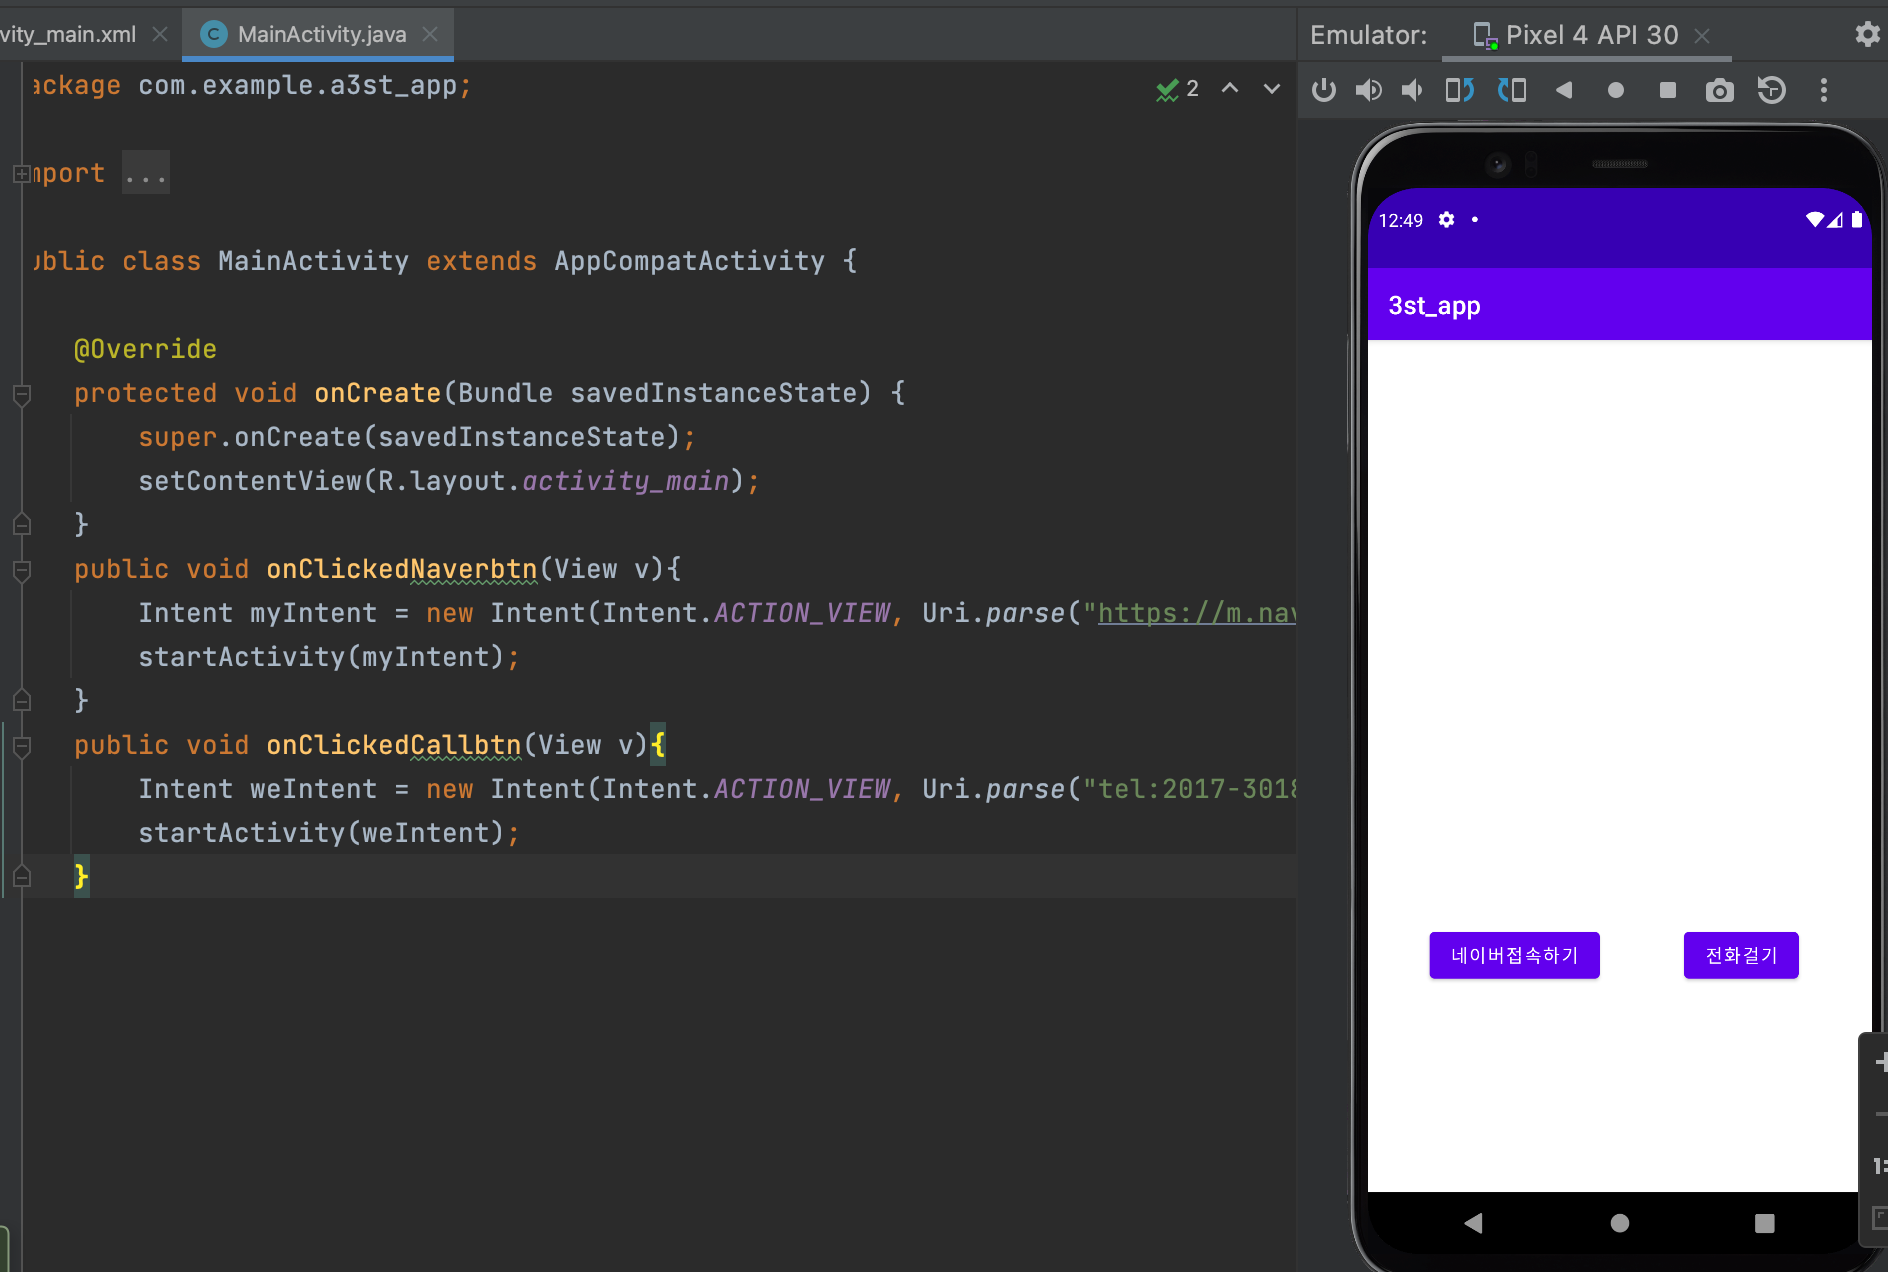 vity_main.xml
MainActivity.java
Emulator:
Pixel 4 API 30
ackage com.example.a3st_app;
2
mport ...
ublic class MainActivity extends AppCompatActivity {
@Override
protected void onCreate(Bundle savedInstanceState) {
super.onCreate(savedInstanceState);
setContentView(R.layout.activity_main);
}
public void onClickedNaverbtn(View v){
Intent myIntent = new Intent(Intent.ACTION_VIEW, Uri.parse("https://m.nav
startActivity(myIntent);
}
public void onClickedCallbtn(View v){
Intent weIntent = new Intent(Intent.ACTION_VIEW, Uri.parse("tel:2017-3018
startActivity(weIntent);
}
12:49
3st_app
네이버접속하기
전화걸기